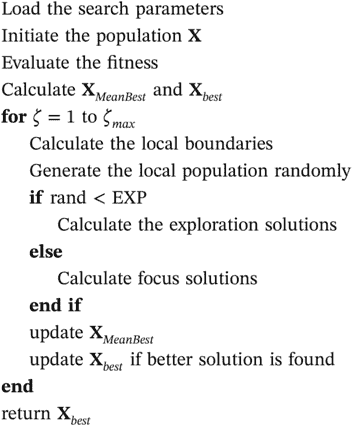 Load the search parameters
Initiate the population X
Evaluate the fitness
Calculate X_MeanBest and X_best
for ζ = 1 to ζ_max
Calculate the local boundaries
Generate the local population randomly
if rand < EXP
Calculate the exploration solutions
else
Calculate focus solutions
end if
update X_MeanBest
update X_best if better solution is found
end
return X_best